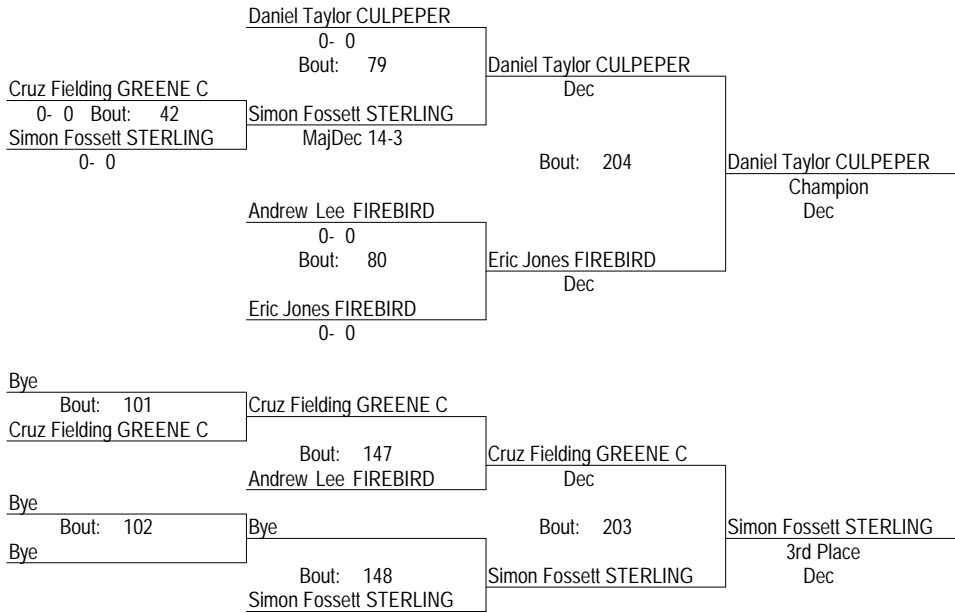 Daniel Taylor CULPEPER
0- 0
Bout: 79
Daniel Taylor CULPEPER
Dec
Cruz Fielding GREENE C
0- 0 Bout: 42
Simon Fossett STERLING
MajDec 14-3
Simon Fossett STERLING
0- 0
Bout: 204
Daniel Taylor CULPEPER
Champion
Dec
Andrew Lee FIREBIRD
0- 0
Bout: 80
Eric Jones FIREBIRD
Dec
Eric Jones FIREBIRD
0- 0
Bye
Bout: 101
Cruz Fielding GREENE C
Cruz Fielding GREENE C
Bout: 147
Cruz Fielding GREENE C
Dec
Andrew Lee FIREBIRD
Bye
Bout: 102
Bye
Bye
Bout: 203
Simon Fossett STERLING
3rd Place
Dec
Bout: 148
Simon Fossett STERLING
Simon Fossett STERLING